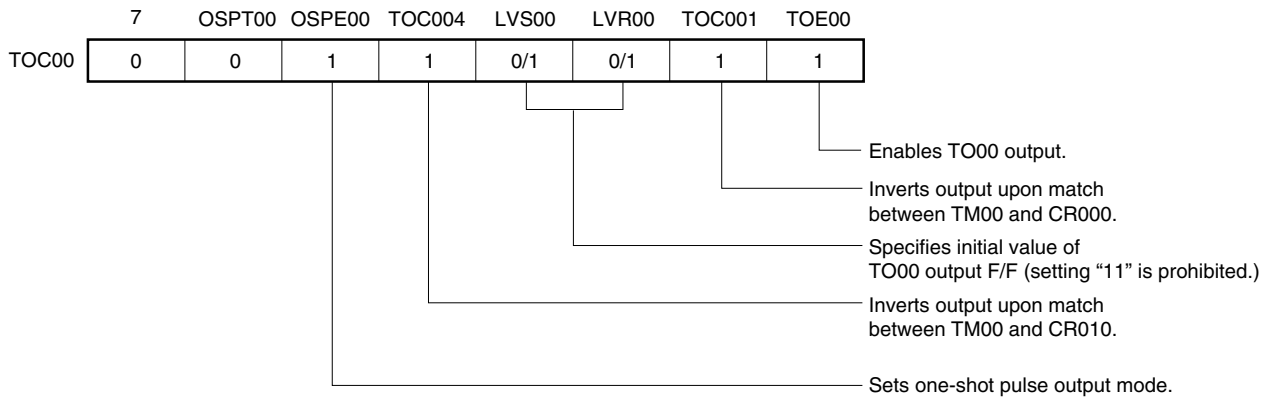 7 OSPT00 OSPE00 TOC004 LVS00 LVR00 TOC001 TOE00
TOC00 0 0 1 1 0/1 0/1 1 1
Enables TO00 output.
Inverts output upon match
between TM00 and CR000.
Specifies initial value of
TO00 output F/F (setting “11” is prohibited.)
Inverts output upon match
between TM00 and CR010.
Sets one-shot pulse output mode.